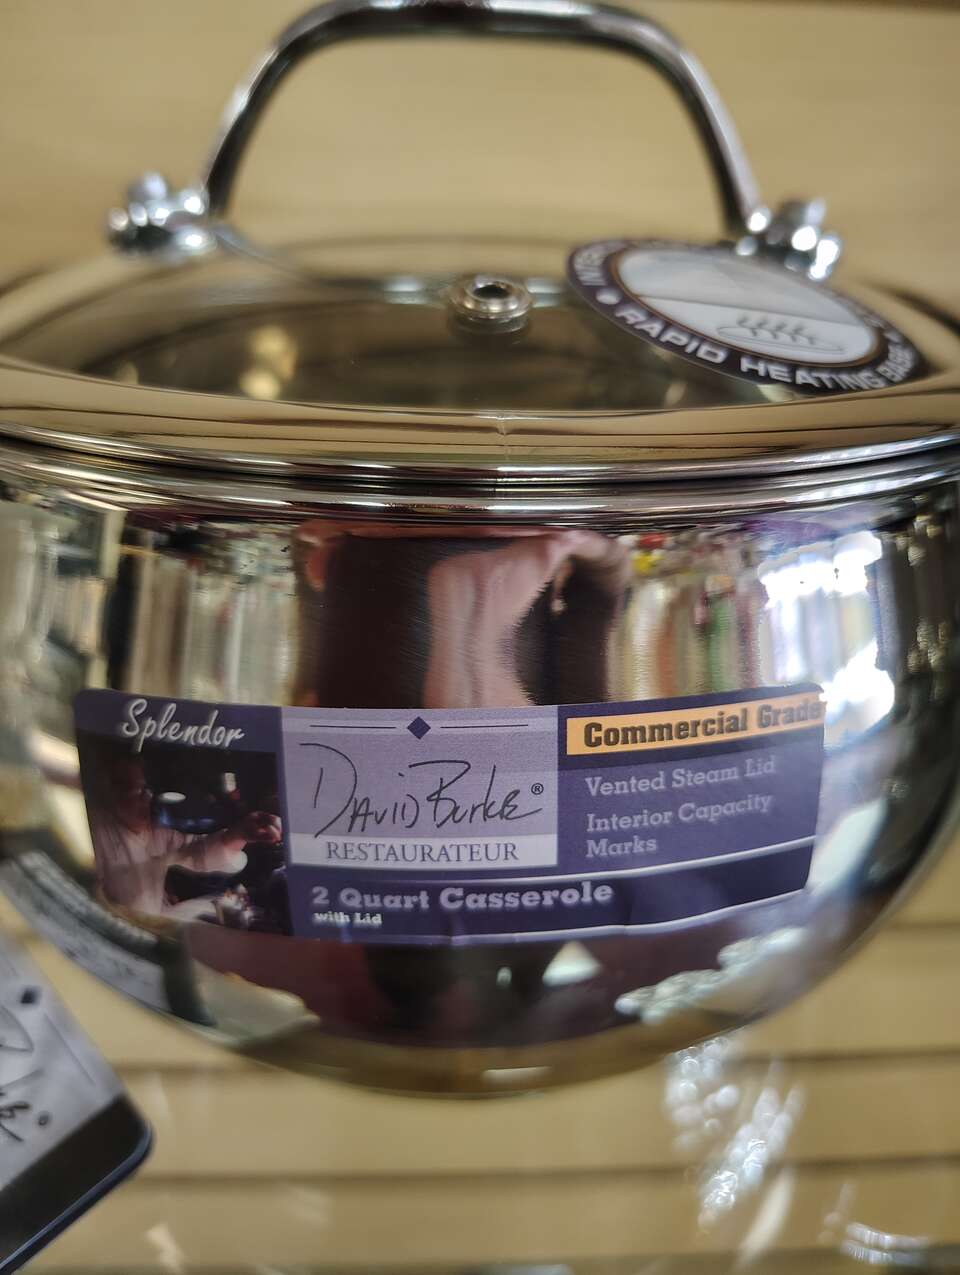 RAPID HEATING BASE
Splendor
DAVID Burke®
RESTAURATEUR
Commercial Grade
Vented Steam Lid
Interior Capacity
Marks
2 Quart Casserole
with Lid